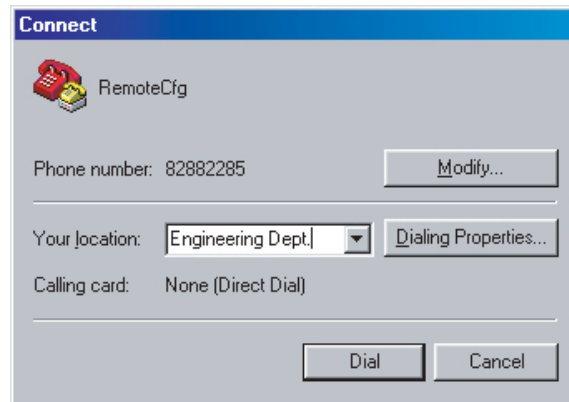 Connect
RemoteCfg
Phone number: 82882285 Modify...
Your location: Engineering Dept. Dialing Properties...
Calling card: None (Direct Dial)
Dial Cancel